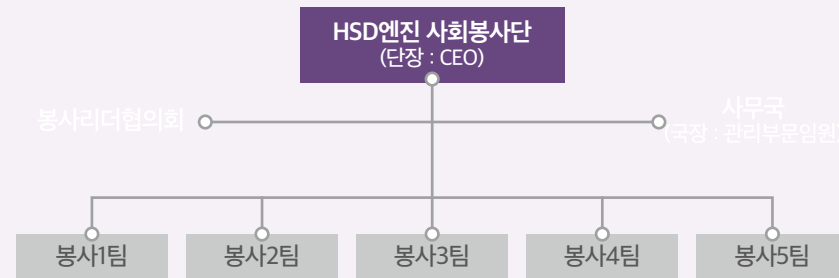 HSD엔진 사회봉사단
(단장 : CEO)
봉사리더협의회
사무국
(국장 : 관리부문임원)
봉사1팀
봉사2팀
봉사3팀
봉사4팀
봉사5팀